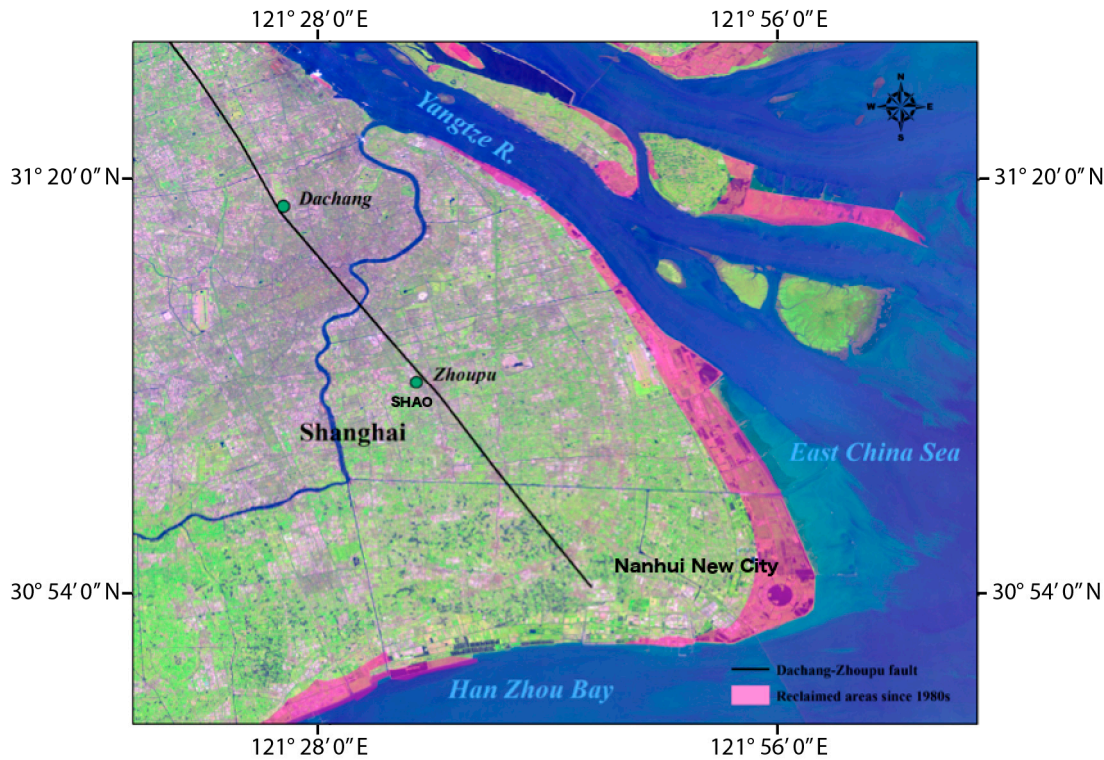 121° 28′ 0″E
121° 56′ 0″E
N
W E
S
Yangtze R.
31° 20′ 0″N
31° 20′ 0″N
Dachang
Zhoupu
SHAO
Shanghai
East China Sea
Nanhui New City
30° 54′ 0″N
30° 54′ 0″N
Dachang-Zhoupu fault
Han Zhou Bay
Reclaimed areas since 1980s
121° 28′ 0″E
121° 56′ 0″E